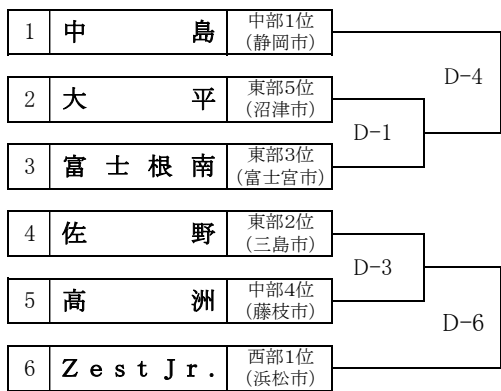 1 中島 中部1位
(静岡市)
D-4
2 大平 東部5位
(沼津市)
D-1
3 富士根南 東部3位
(富士宮市)
4 佐野 東部2位
(三島市)
D-3
5 高洲 中部4位
(藤枝市)
D-6
6 Zest Jr. 西部1位
(浜松市)